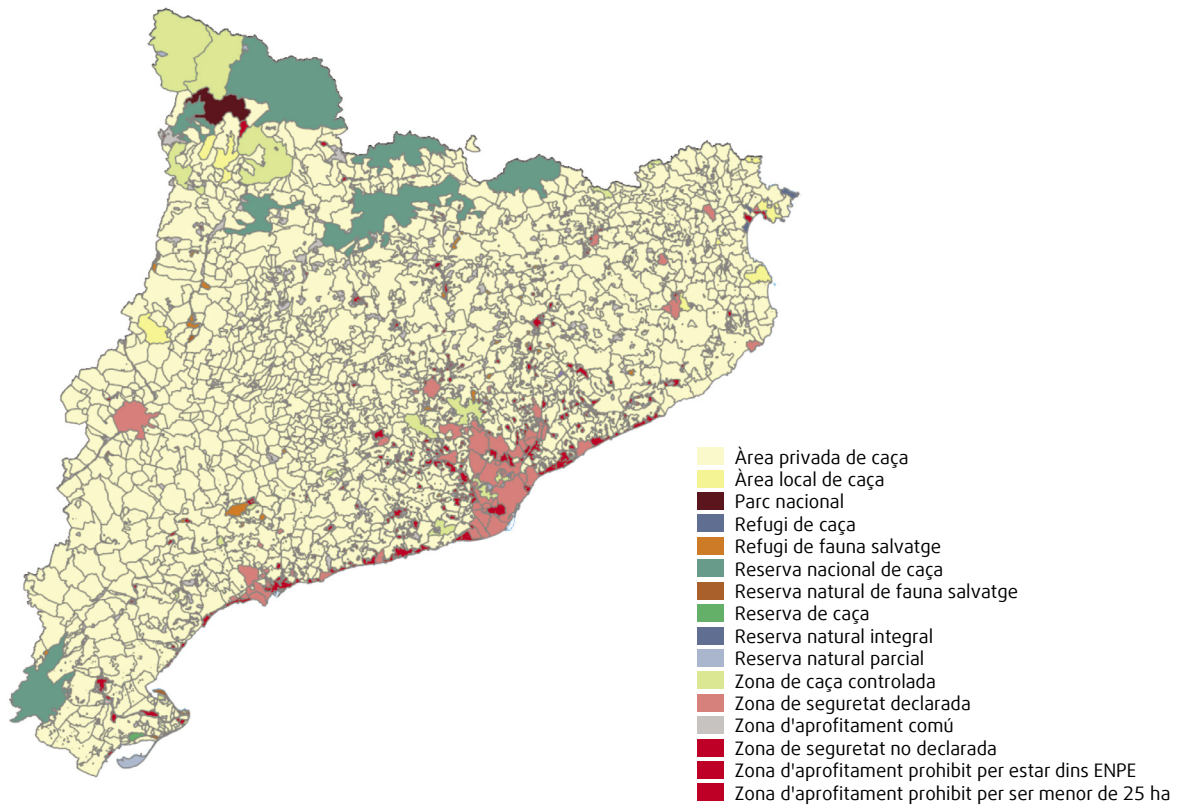 Àrea privada de caça
Àrea local de caça
Parc nacional
Refugi de caça
Refugi de fauna salvatge
Reserva nacional de caça
Reserva natural de fauna salvatge
Reserva de caça
Reserva natural integral
Reserva natural parcial
Zona de caça controlada
Zona de seguretat declarada
Zona d'aprofitament comú
Zona de seguretat no declarada
Zona d'aprofitament prohibit per estar dins ENPE
Zona d'aprofitament prohibit per ser menor de 25 ha